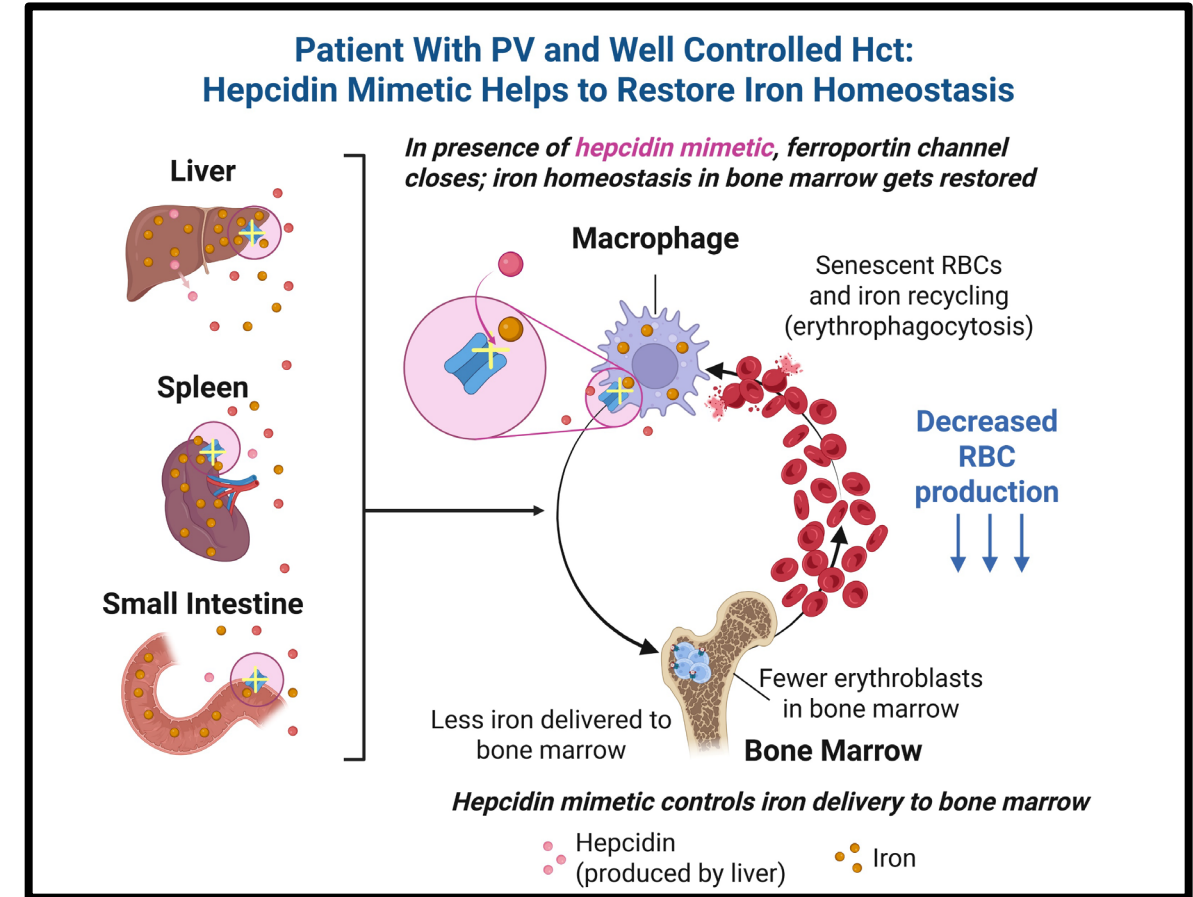 Patient With PV and Well Controlled Hct:
Hepcidin Mimetic Helps to Restore Iron Homeostasis
In presence of hepcidin mimetic, ferroportin channel
closes; iron homeostasis in bone marrow gets restored
Liver
Spleen
Small Intestine
Macrophage
Senescent RBCs
and iron recycling
(erythrophagocytosis)
Decreased
RBC
production
Fewer erythroblasts
in bone marrow
Less iron delivered to
bone marrow
Bone Marrow
Hepcidin mimetic controls iron delivery to bone marrow
Hepcidin
(produced by liver)
Iron